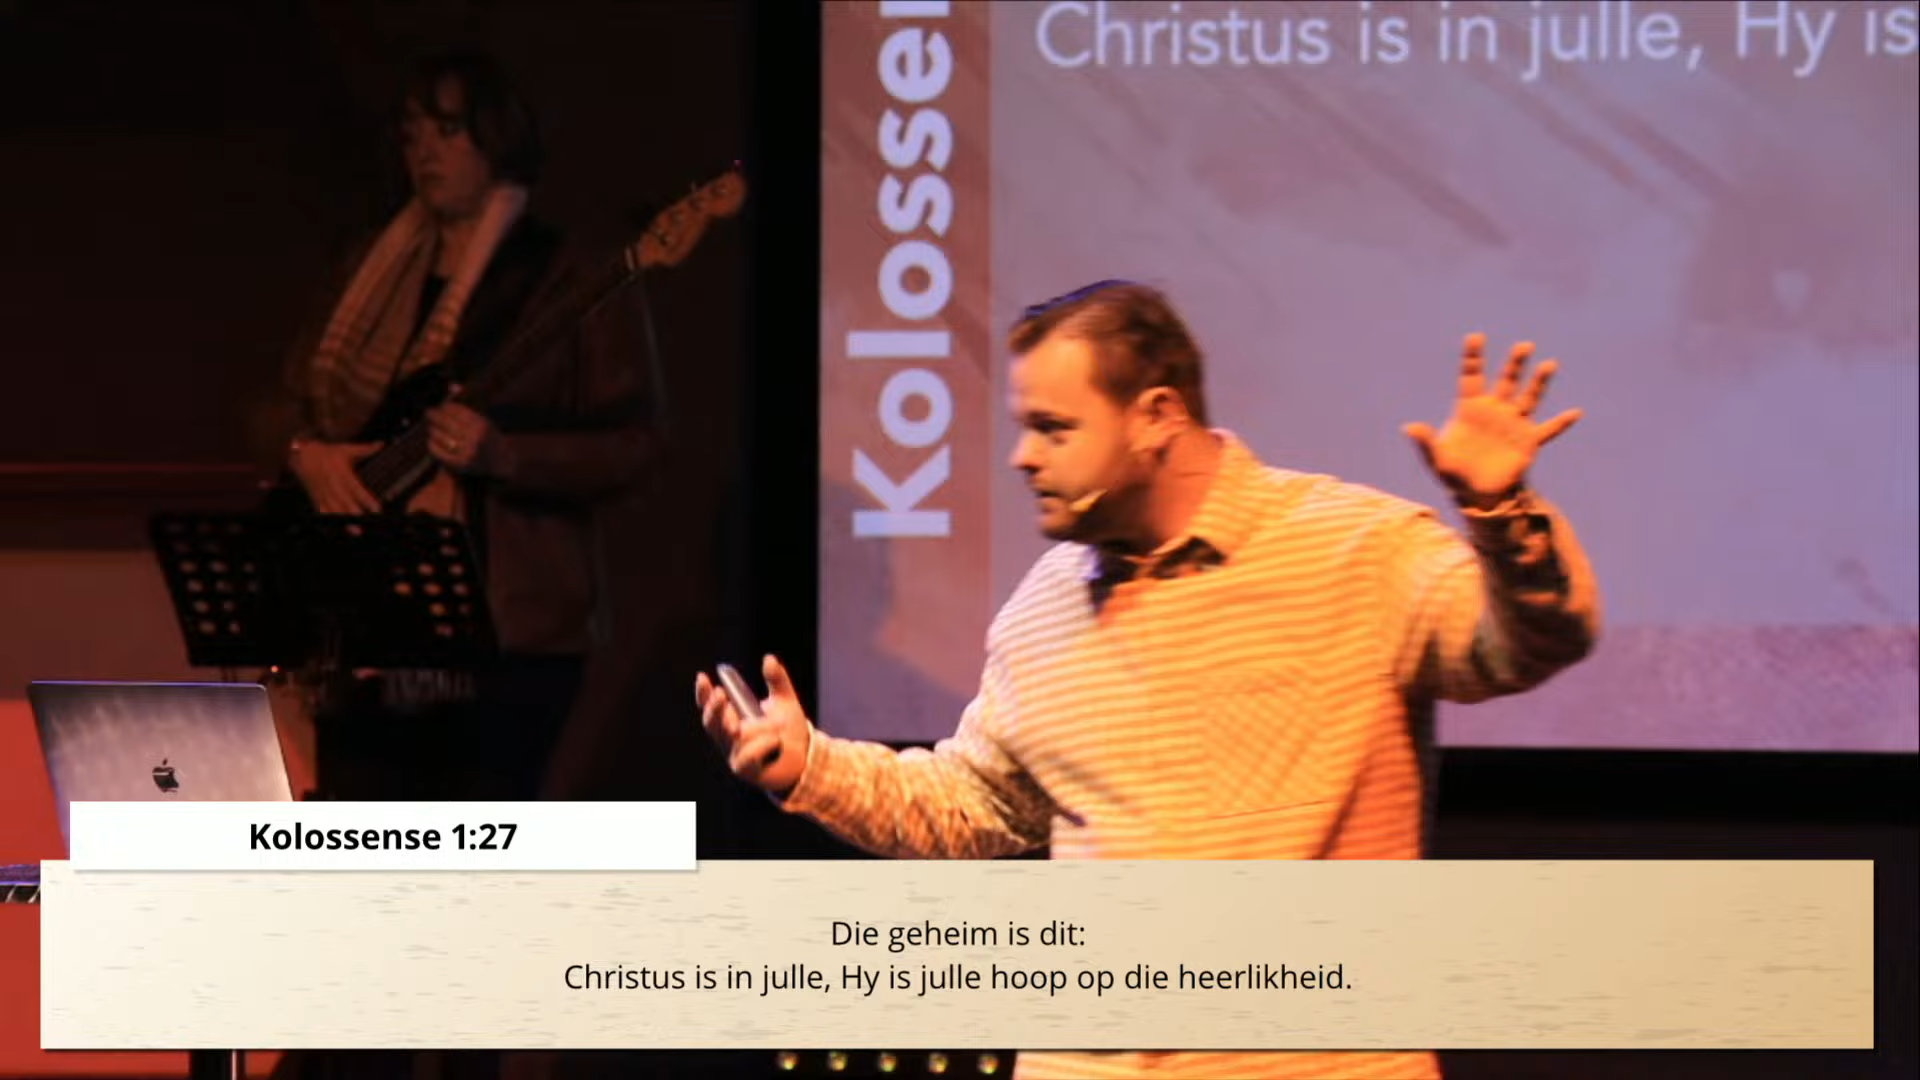 Christus is in julle, Hy is
Kolosse
Kolossense 1:27
Die geheim is dit:
Christus is in julle, Hy is julle hoop op die heerlikheid.